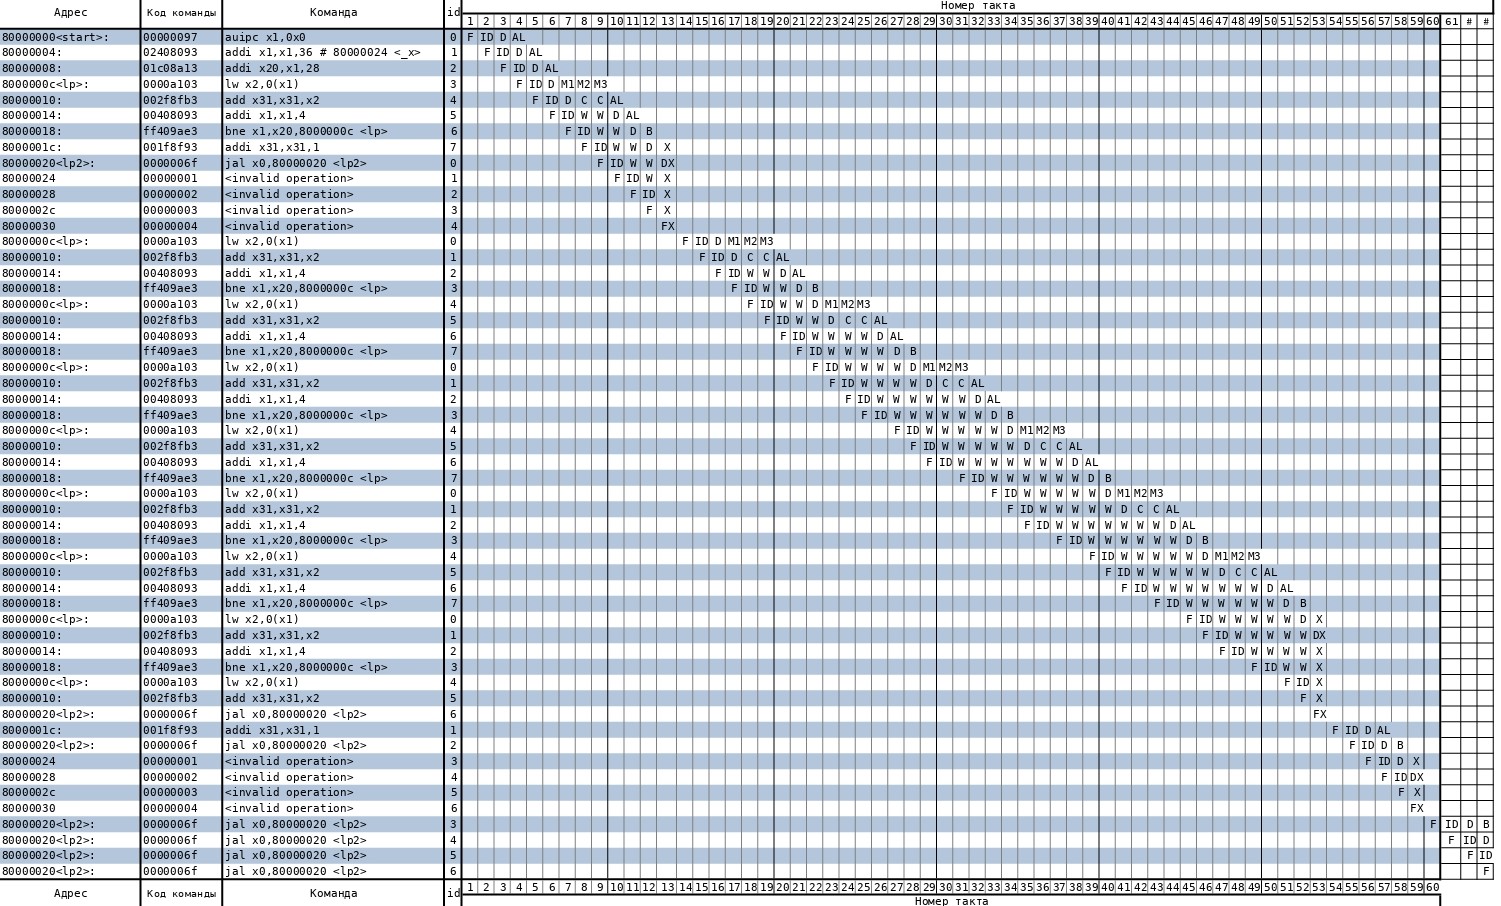 Адрес Код команды Команда id Номер такта
1 2 3 4 5 6 7 8 9 10 11 12 13 14 15 16 17 18 19 20 21 22 23 24 25 26 27 28 29 30 31 32 33 34 35 36 37 38 39 40 41 42 43 44 45 46 47 48 49 50 51 52 53 54 55 56 57 58 59 60 61 # #
80000000<start>: 00000097 auipc x1,0x0 0 F ID D AL
80000004: 02408093 addi x1,x1,36 # 80000024 <_x> 1 F ID D AL
80000008: 01c08a13 addi x20,x1,28 2 F ID D AL
8000000c<lp>: 0000a103 lw x2,0(x1) 3 F ID D M1 M2 M3
80000010: 002f8fb3 add x31,x31,x2 4 F ID D C C AL
80000014: 00408093 addi x1,x1,4 5 F ID W W D AL
80000018: ff409ae3 bne x1,x20,8000000c <lp> 6 F ID W W D B
8000001c: 001f8f93 addi x31,x31,1 7 F ID W W D X
80000020<lp2>: 0000006f jal x0,80000020 <lp2> 0 F ID W W DX
80000024 00000001 <invalid operation> 1 F ID W X
80000028 00000002 <invalid operation> 2 F ID X
8000002c 00000003 <invalid operation> 3 F X
80000030 00000004 <invalid operation> 4 FX
8000000c<lp>: 0000a103 lw x2,0(x1) 0 F ID D M1 M2 M3
80000010: 002f8fb3 add x31,x31,x2 1 F ID D C C AL
80000014: 00408093 addi x1,x1,4 2 F ID W W D AL
80000018: ff409ae3 bne x1,x20,8000000c <lp> 3 F ID W W D B
8000000c<lp>: 0000a103 lw x2,0(x1) 4 F ID W W D M1 M2 M3
80000010: 002f8fb3 add x31,x31,x2 5 F ID W W D C C AL
80000014: 00408093 addi x1,x1,4 6 F ID W W W W D AL
80000018: ff409ae3 bne x1,x20,8000000c <lp> 7 F ID W W W W D B
8000000c<lp>: 0000a103 lw x2,0(x1) 0 F ID W W W W D M1 M2 M3
80000010: 002f8fb3 add x31,x31,x2 1 F ID W W W W D C C AL
80000014: 00408093 addi x1,x1,4 2 F ID W W W W W W D AL
80000018: ff409ae3 bne x1,x20,8000000c <lp> 3 F ID W W W W W W D B
8000000c<lp>: 0000a103 lw x2,0(x1) 4 F ID W W W W W D M1 M2 M3
80000010: 002f8fb3 add x31,x31,x2 5 F ID W W W W W D C C AL
80000014: 00408093 addi x1,x1,4 6 F ID W W W W W W W D AL
80000018: ff409ae3 bne x1,x20,8000000c <lp> 7 F ID W W W W W W D B
8000000c<lp>: 0000a103 lw x2,0(x1) 0 F ID W W W W W D M1 M2 M3
80000010: 002f8fb3 add x31,x31,x2 1 F ID W W W W W D C C AL
80000014: 00408093 addi x1,x1,4 2 F ID W W W W W W W D AL
80000018: ff409ae3 bne x1,x20,8000000c <lp> 3 F ID W W W W W W D B
8000000c<lp>: 0000a103 lw x2,0(x1) 4 F ID W W W W W D M1 M2 M3
80000010: 002f8fb3 add x31,x31,x2 5 F ID W W W W W D C C AL
80000014: 00408093 addi x1,x1,4 6 F ID W W W W W W W D AL
80000018: ff409ae3 bne x1,x20,8000000c <lp> 7 F ID W W W W W W D B
8000000c<lp>: 0000a103 lw x2,0(x1) 0 F ID W W W W W D X
80000010: 002f8fb3 add x31,x31,x2 1 F ID W W W W W DX
80000014: 00408093 addi x1,x1,4 2 F ID W W W W X
80000018: ff409ae3 bne x1,x20,8000000c <lp> 3 F ID W W X
8000000c<lp>: 0000a103 lw x2,0(x1) 4 F ID X
80000010: 002f8fb3 add x31,x31,x2 5 F X
80000020<lp2>: 0000006f jal x0,80000020 <lp2> 6 FX
8000001c: 001f8f93 addi x31,x31,1 1 F ID D AL
80000020<lp2>: 0000006f jal x0,80000020 <lp2> 2 F ID D B
80000024 00000001 <invalid operation> 3 F ID D X
80000028 00000002 <invalid operation> 4 F ID DX
8000002c 00000003 <invalid operation> 5 F X
80000030 00000004 <invalid operation> 6 FX
80000020<lp2>: 0000006f jal x0,80000020 <lp2> 3 F ID D B
80000020<lp2>: 0000006f jal x0,80000020 <lp2> 4 F ID D
80000020<lp2>: 0000006f jal x0,80000020 <lp2> 5 F ID
80000020<lp2>: 0000006f jal x0,80000020 <lp2> 6 F
Адрес Код команды Команда id 1 2 3 4 5 6 7 8 9 10 11 12 13 14 15 16 17 18 19 20 21 22 23 24 25 26 27 28 29 30 31 32 33 34 35 36 37 38 39 40 41 42 43 44 45 46 47 48 49 50 51 52 53 54 55 56 57 58 59 60
Номер такта